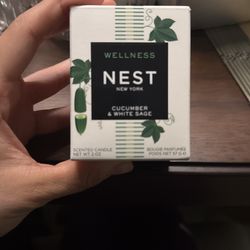 WELLNESS
NEST
NEW YORK
CUCUMBER
& WHITE SAGE
SCENTED CANDLE
NET WT 2 OZ
BOUGIE PARFUMÉE
POIDS NET 57 G ℮